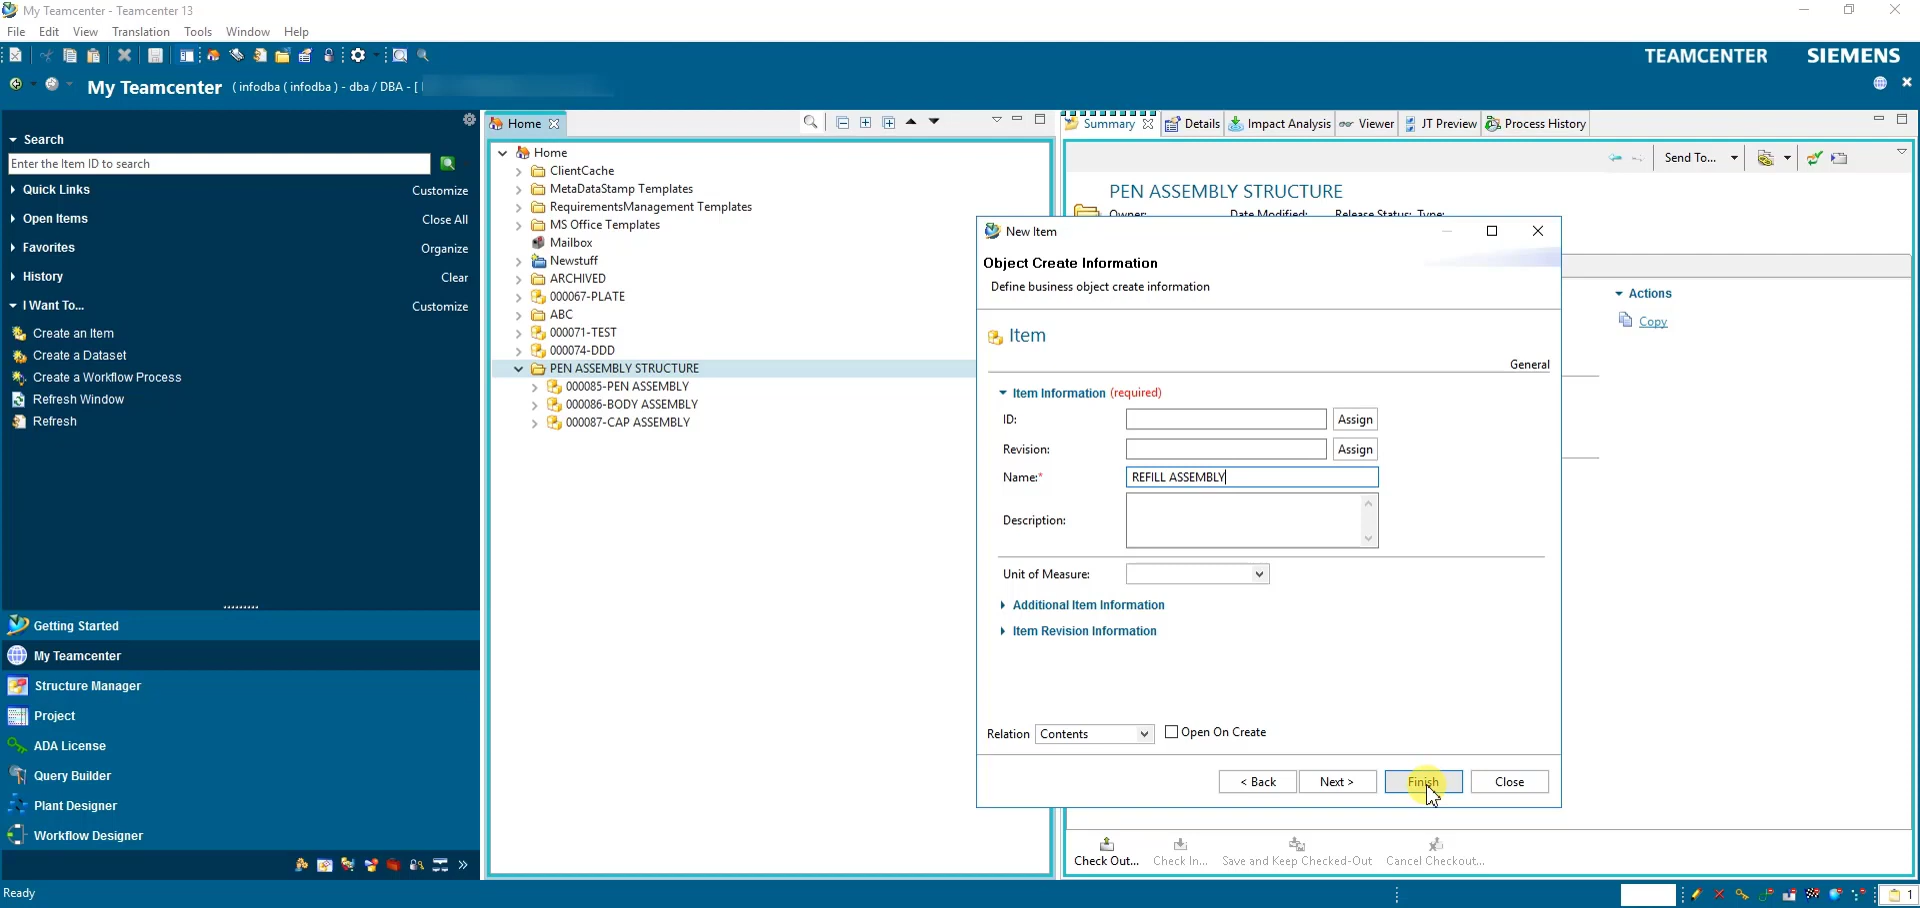 My Teamcenter - Teamcenter 13
File Edit View Translation Tools Window Help
TEAMCENTER SIEMENS
My Teamcenter ( infodba ( infodba ) - dba / DBA - [
Search
Enter the Item ID to search
Quick Links Customize
Open Items Close All
Favorites Organize
History Clear
I Want To... Customize
Create an Item
Create a Dataset
Create a Workflow Process
Refresh Window
Refresh
Getting Started
My Teamcenter
Structure Manager
Project
ADA License
Query Builder
Plant Designer
Workflow Designer
Ready
Home
Home
ClientCache
MetaDataStamp Templates
RequirementsManagement Templates
MS Office Templates
Mailbox
Newstuff
ARCHIVED
000067-PLATE
ABC
000071-TEST
000074-DDD
PEN ASSEMBLY STRUCTURE
000085-PEN ASSEMBLY
000086-BODY ASSEMBLY
000087-CAP ASSEMBLY
Summary Details Impact Analysis Viewer JT Preview Process History
Send To...
PEN ASSEMBLY STRUCTURE
Owner: Date Modified: Release Status: Type:
Actions
Copy
New Item
Object Create Information
Define business object create information
Item
General
Item Information (required)
ID: Assign
Revision: Assign
Name:* REFILL ASSEMBLY
Description:
Unit of Measure:
Additional Item Information
Item Revision Information
Relation Contents Open On Create
< Back Next > Finish Close
Check Out... Check In... Save and Keep Checked-Out Cancel Checkout...
1